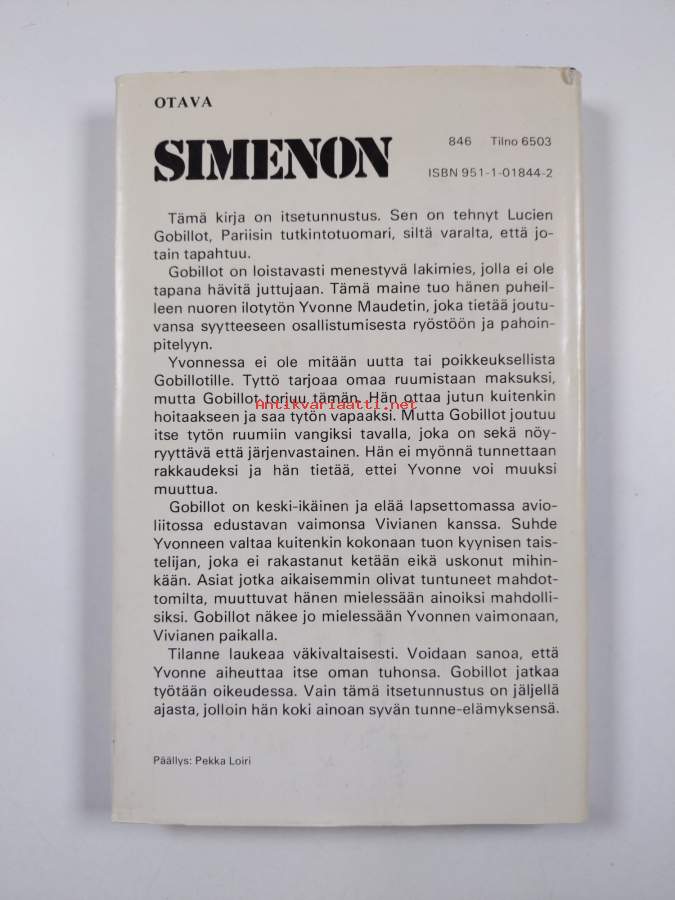 OTAVA
SIMENON
846 Tilno 6503
ISBN 951-1-01844-2
Tämä kirja on itsetunnustus. Sen on tehnyt Lucien
Gobillot, Pariisin tutkintotuomari, siltä varalta, että jo-
tain tapahtuu.
Gobillot on loistavasti menestyvä lakimies, jolla ei ole
tapana hävitä juttujaan. Tämä maine tuo hänen puheil-
leen nuoren ilotytön Yvonne Maudetin, joka tietää joutu-
vansa syytteeseen osallistumisesta ryöstöön ja pahoin-
pitelyyn.
Yvonnessa ei ole mitään uutta tai poikkeuksellista
Gobillotille. Tyttö tarjoaa omaa ruumistaan maksuksi,
mutta Gobillot torjuu tämän. Hän ottaa jutun kuitenkin
Antikvariaatti.net
hoitaakseen ja saa tytön vapaaksi. Mutta Gobillot joutuu
itse tytön ruumiin vangiksi tavalla, joka on sekä nöy-
ryyttävä että järjenvastainen. Hän ei myönnä tunnettaan
rakkaudeksi ja hän tietää, ettei Yvonne voi muuksi
muuttua.
Gobillot on keski-ikäinen ja elää lapsettomassa avio-
liitossa edustavan vaimonsa Vivianen kanssa. Suhde
Yvonneen valtaa kuitenkin kokonaan tuon kyynisen tais-
telijan, joka ei rakastanut ketään eikä uskonut mihin-
kään. Asiat jotka aikaisemmin olivat tuntuneet mahdot-
tomilta, muuttuvat hänen mielessään ainoiksi mahdolli-
siksi. Gobillot näkee jo mielessään Yvonnen vaimonaan,
Vivianen paikalla.
Tilanne laukeaa väkivaltaisesti. Voidaan sanoa, että
Yvonne aiheuttaa itse oman tuhonsa. Gobillot jatkaa
työtään oikeudessa. Vain tämä itsetunnustus on jäljellä
ajasta, jolloin hän koki ainoan syvän tunne-elämyksensä.
Päällys: Pekka Loiri